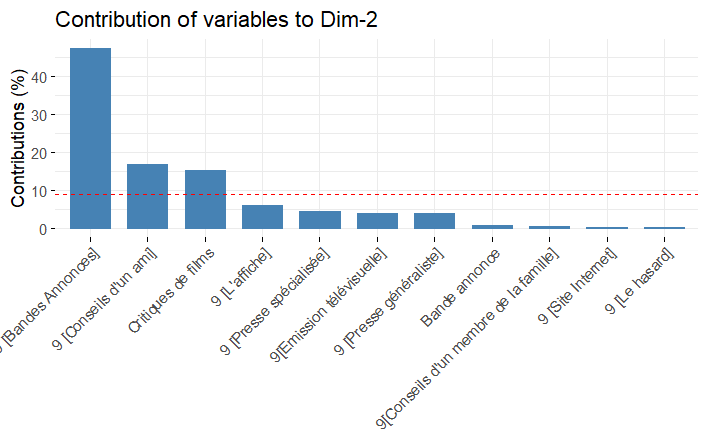 Contribution of variables to Dim-2
Contributions (%)
40
30
20
10
0
9 [Bandes Annonces]
9 [Conseils d'un ami]
Critiques de films
9 [L'affiche]
9 [Presse spécialisée]
9[Emission télévisuelle]
9 [Presse généraliste]
Bande annonce
9[Conseils d'un membre de la famille]
9 [Site Internet]
9 [Le hasard]